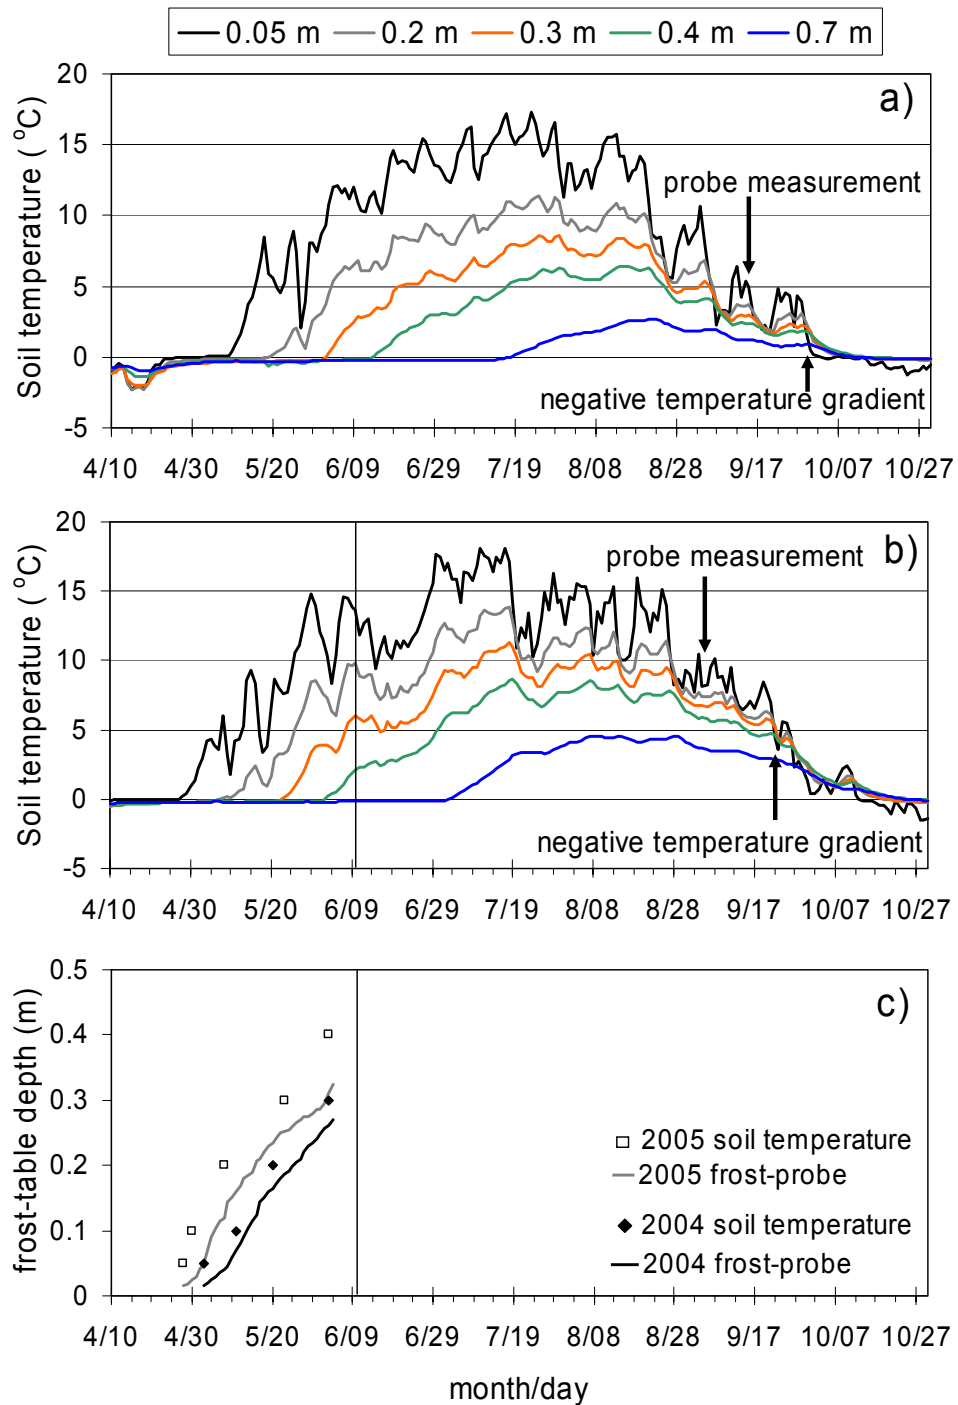 0.05 m 0.2 m 0.3 m 0.4 m 0.7 m
a)
Soil temperature ( °C)
20
15
10
5
0
-5
probe measurement
negative temperature gradient
4/10 4/30 5/20 6/09 6/29 7/19 8/08 8/28 9/17 10/07 10/27
b)
Soil temperature ( °C)
20
15
10
5
0
-5
probe measurement
negative temperature gradient
4/10 4/30 5/20 6/09 6/29 7/19 8/08 8/28 9/17 10/07 10/27
c)
frost-table depth (m)
0.5
0.4
0.3
0.2
0.1
0
2005 soil temperature
2005 frost-probe
2004 soil temperature
2004 frost-probe
4/10 4/30 5/20 6/09 6/29 7/19 8/08 8/28 9/17 10/07 10/27
month/day